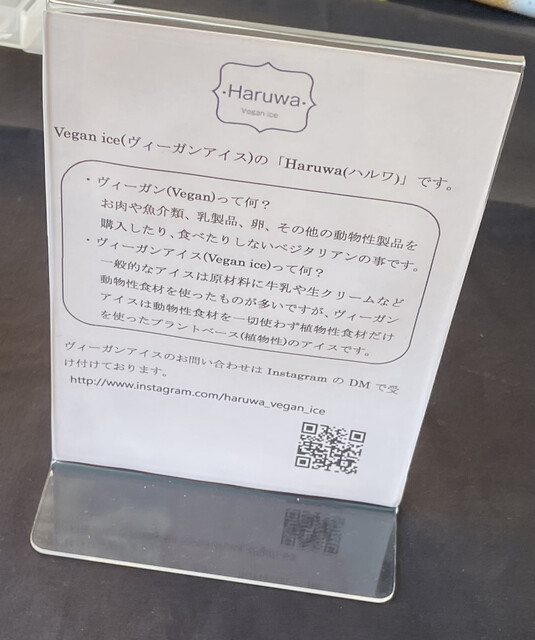 ·Haruwa·
Vegan ice
Vegan ice(ヴィーガンアイス)の「Haruwa(ハルワ)」です。
・ヴィーガン(Vegan)って何？
お肉や魚介類、乳製品、卵、その他の動物性製品を
購入したり、食べたりしないベジタリアンの事です。
・ヴィーガンアイス(Vegan ice)って何？
一般的なアイスは原材料に牛乳や生クリームなど
動物性食材を使ったものが多いですが、ヴィーガン
アイスは動物性食材を一切使わず植物性食材だけ
を使ったプラントベース(植物性)のアイスです。
ヴィーガンアイスのお問い合わせは Instagram の DM で受
け付けております。
http://www.instagram.com/haruwa_vegan_ice